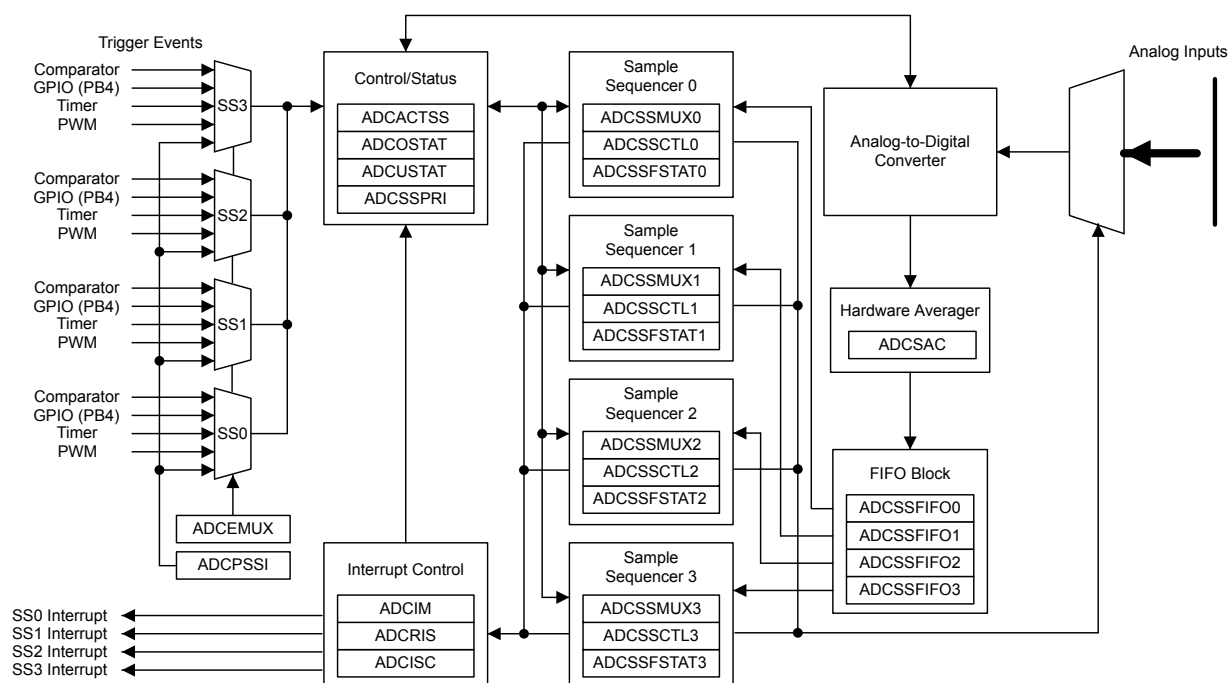 Trigger Events
Comparator
GPIO (PB4)
Timer
PWM
SS3
Comparator
GPIO (PB4)
Timer
PWM
SS2
Comparator
GPIO (PB4)
Timer
PWM
SS1
Comparator
GPIO (PB4)
Timer
PWM
SS0
ADCEMUX
ADCPSSI
Control/Status
ADCACTSS
ADCOSTAT
ADCUSTAT
ADCSSPRI
Interrupt Control
ADCIM
ADCRIS
ADCISC
SS0 Interrupt
SS1 Interrupt
SS2 Interrupt
SS3 Interrupt
Sample
Sequencer 0
ADCSSMUX0
ADCSSCTL0
ADCSSFSTAT0
Sample
Sequencer 1
ADCSSMUX1
ADCSSCTL1
ADCSSFSTAT1
Sample
Sequencer 2
ADCSSMUX2
ADCSSCTL2
ADCSSFSTAT2
Sample
Sequencer 3
ADCSSMUX3
ADCSSCTL3
ADCSSFSTAT3
Analog-to-Digital
Converter
Hardware Averager
ADCSAC
FIFO Block
ADCSSFIFO0
ADCSSFIFO1
ADCSSFIFO2
ADCSSFIFO3
Analog Inputs